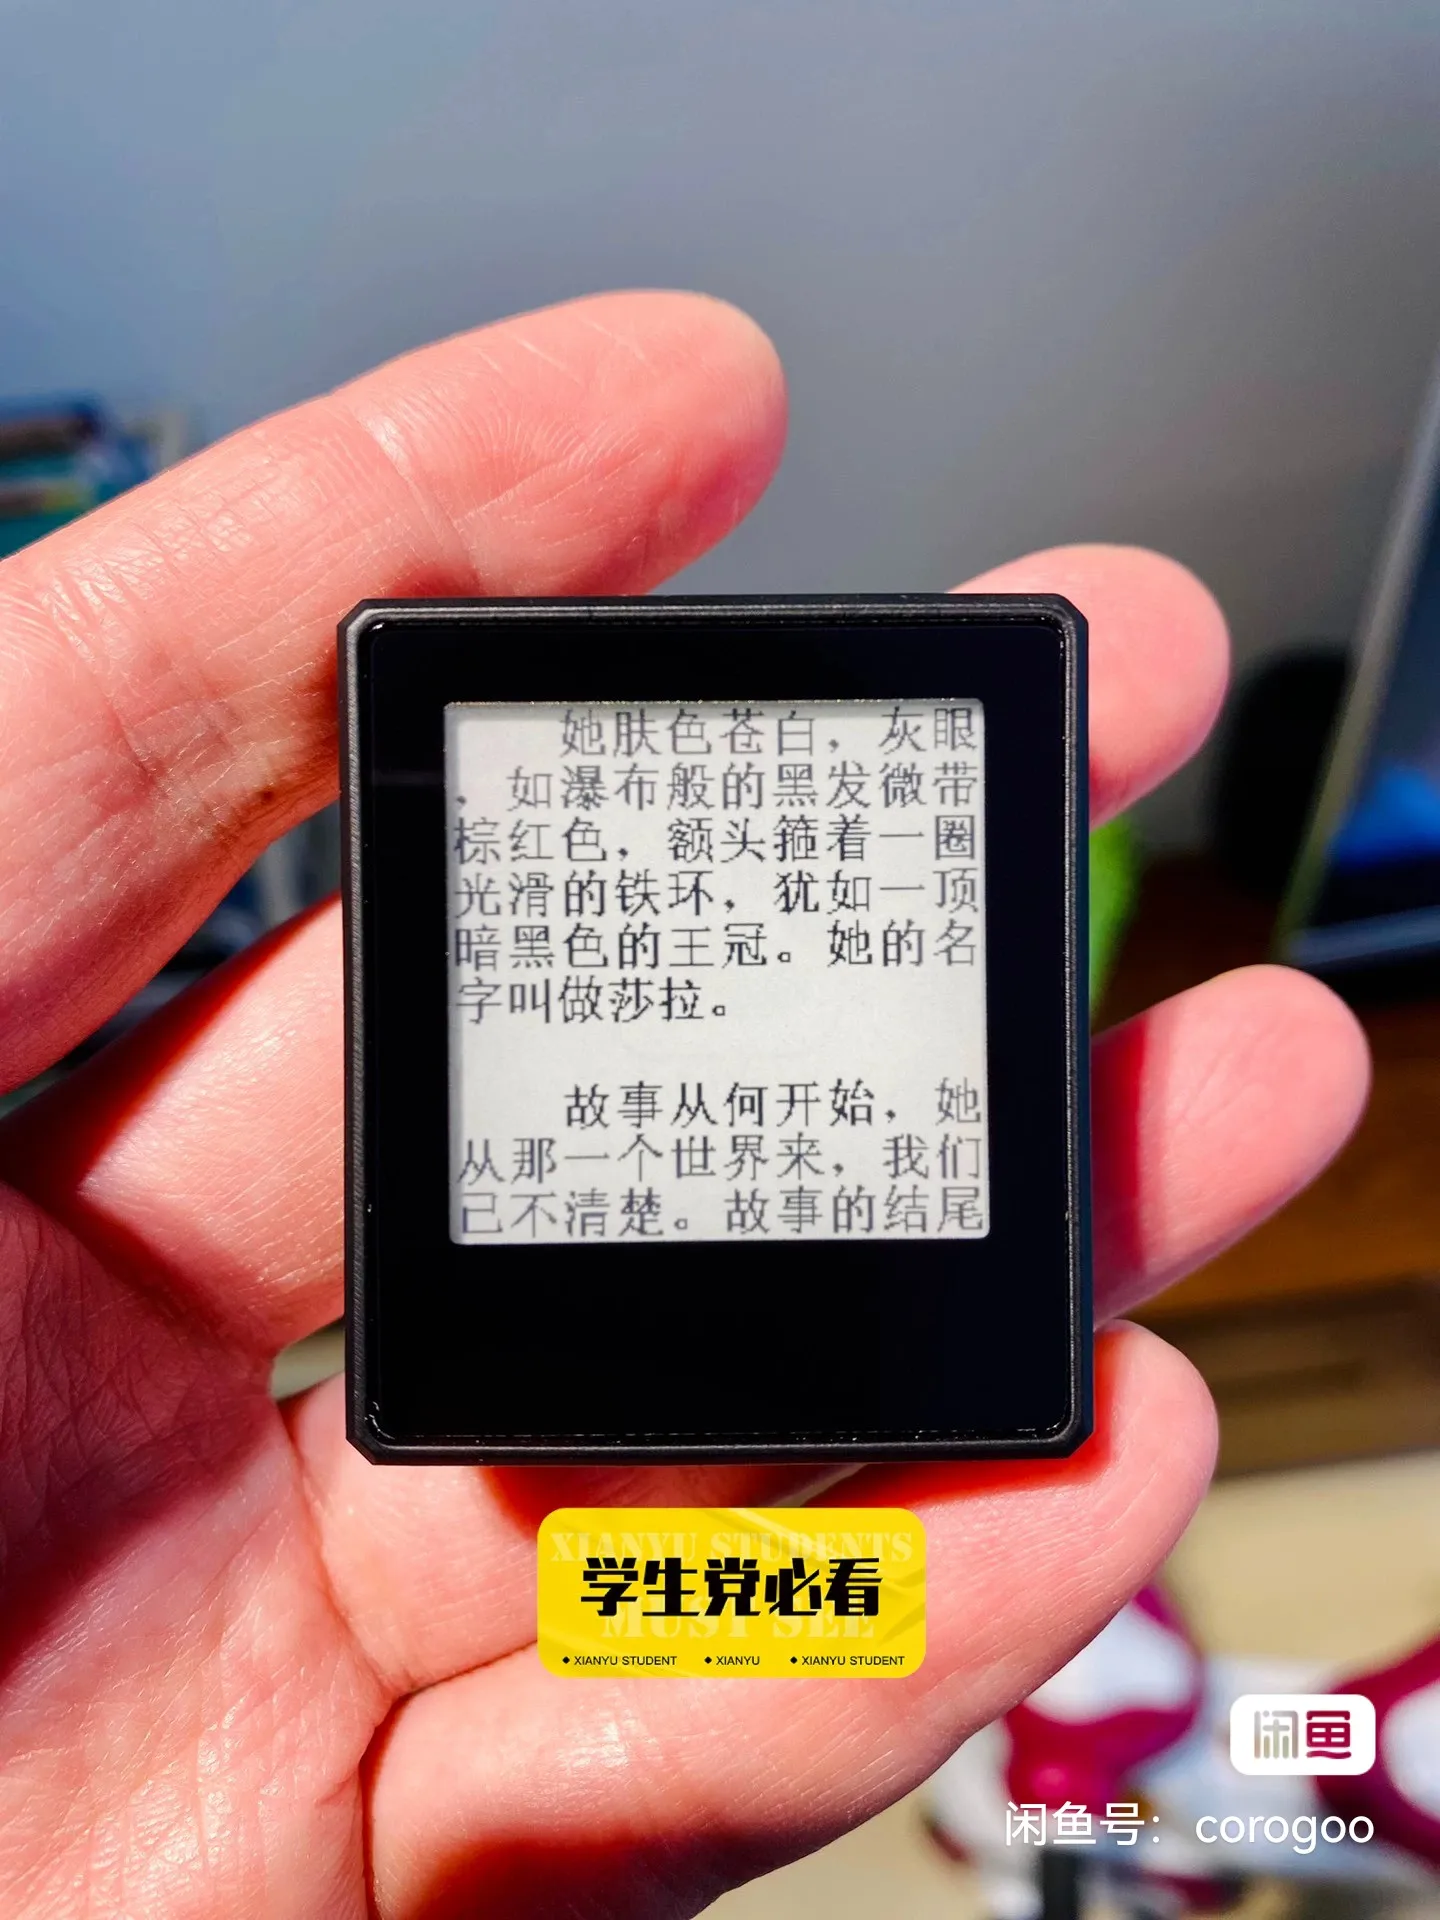 她肤色苍白，灰眼
，如瀑布般的黑发微带
棕红色，额头箍着一圈
光滑的铁环，犹如一顶
暗黑色的王冠。她的名
字叫做莎拉。
故事从何开始，她
从那一个世界来，我们
已不清楚。故事的结尾
XIANYU STUDENTS
学生党必看
MUST SEE
◆ XIANYU STUDENT ◆ XIANYU ◆ XIANYU STUDENT
闲鱼
闲鱼号：corogoo